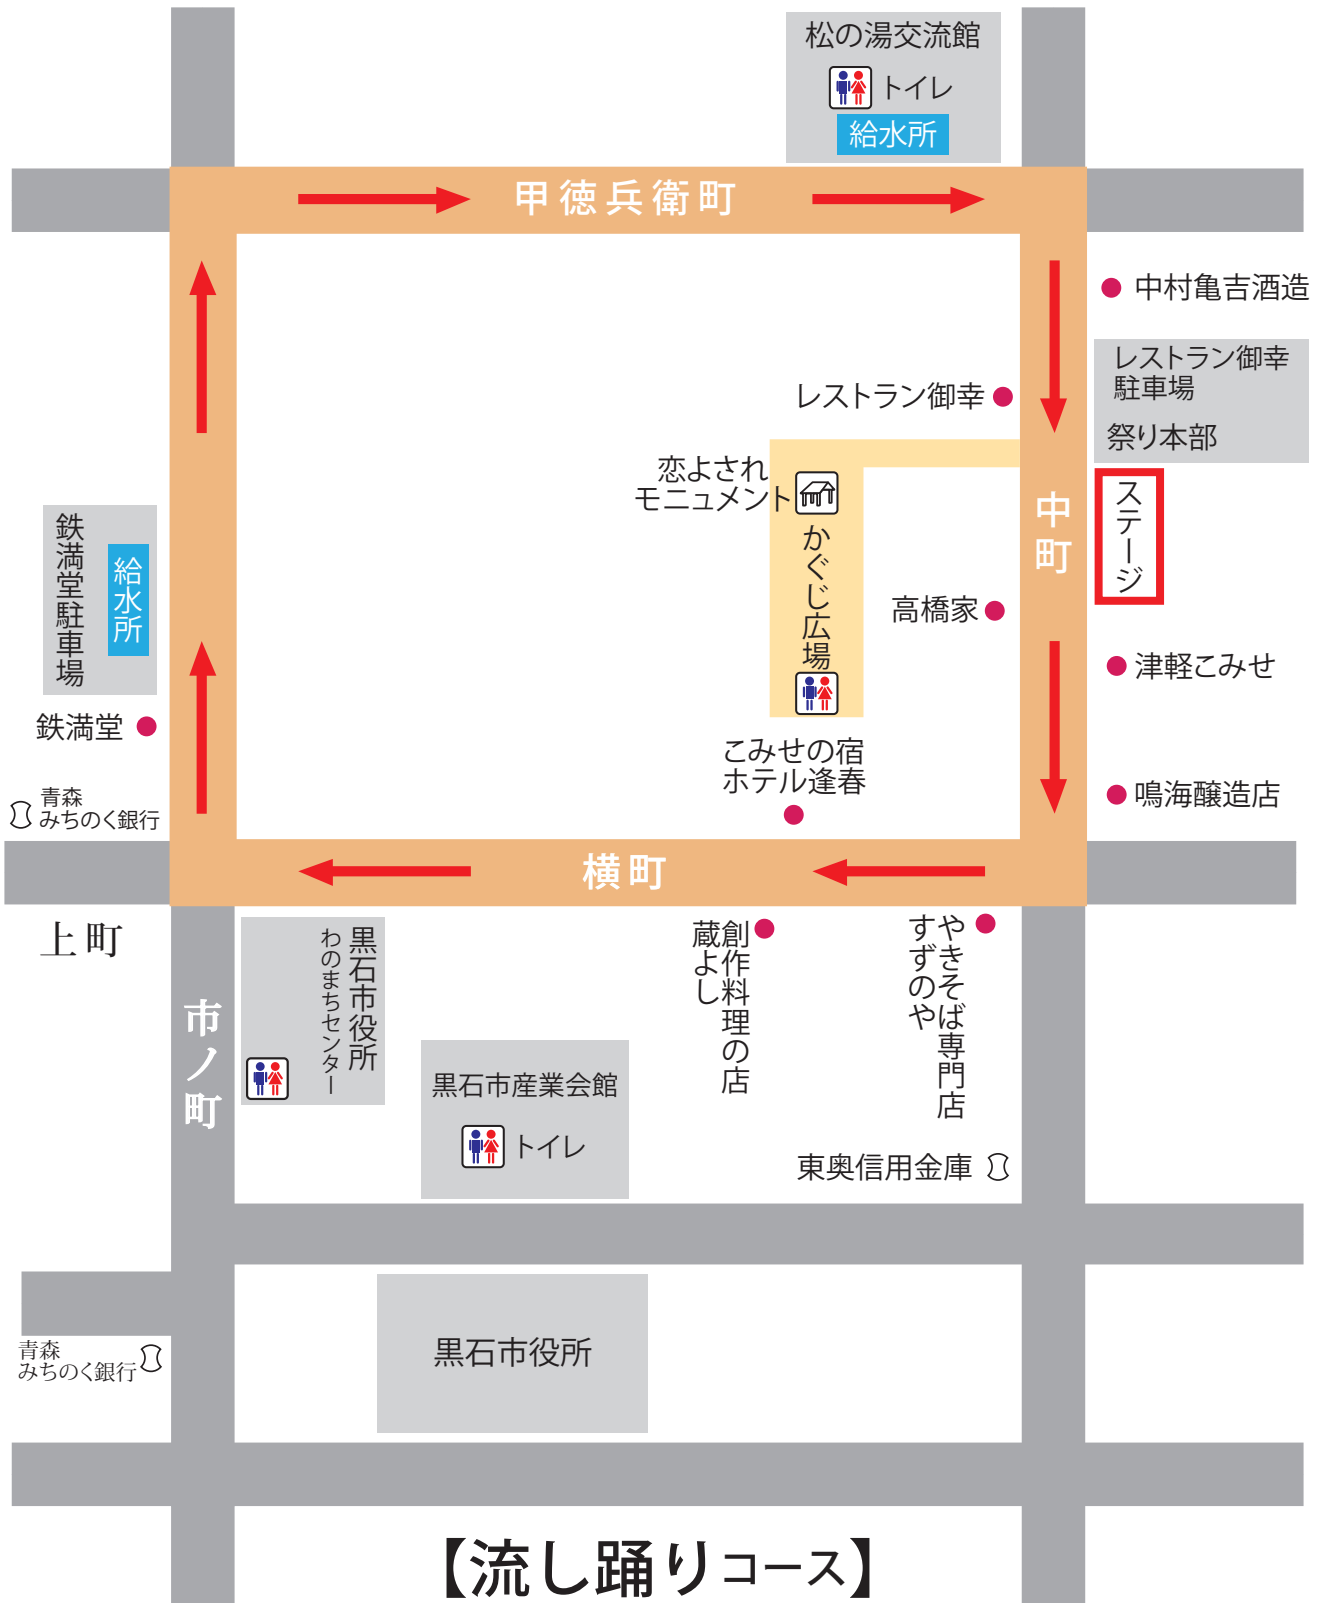 松の湯交流館
トイレ
給水所
甲徳兵衛町
中村亀吉酒造
レストラン御幸
駐車場
祭り本部
レストラン御幸
恋よされ
モニュメント
かぐじ広場
中町
ステージ
高橋家
津軽こみせ
鉄満堂駐車場
給水所
鉄満堂
こみせの宿
ホテル逢春
鳴海醸造店
青森
みちのく銀行
横町
上町
市ノ町
黒石市役所
わのまちセンター
創作料理の店
蔵よし
やきそば専門店
すずのや
黒石市産業会館
トイレ
東奥信用金庫
黒石市役所
青森
みちのく銀行
【流し踊りコース】